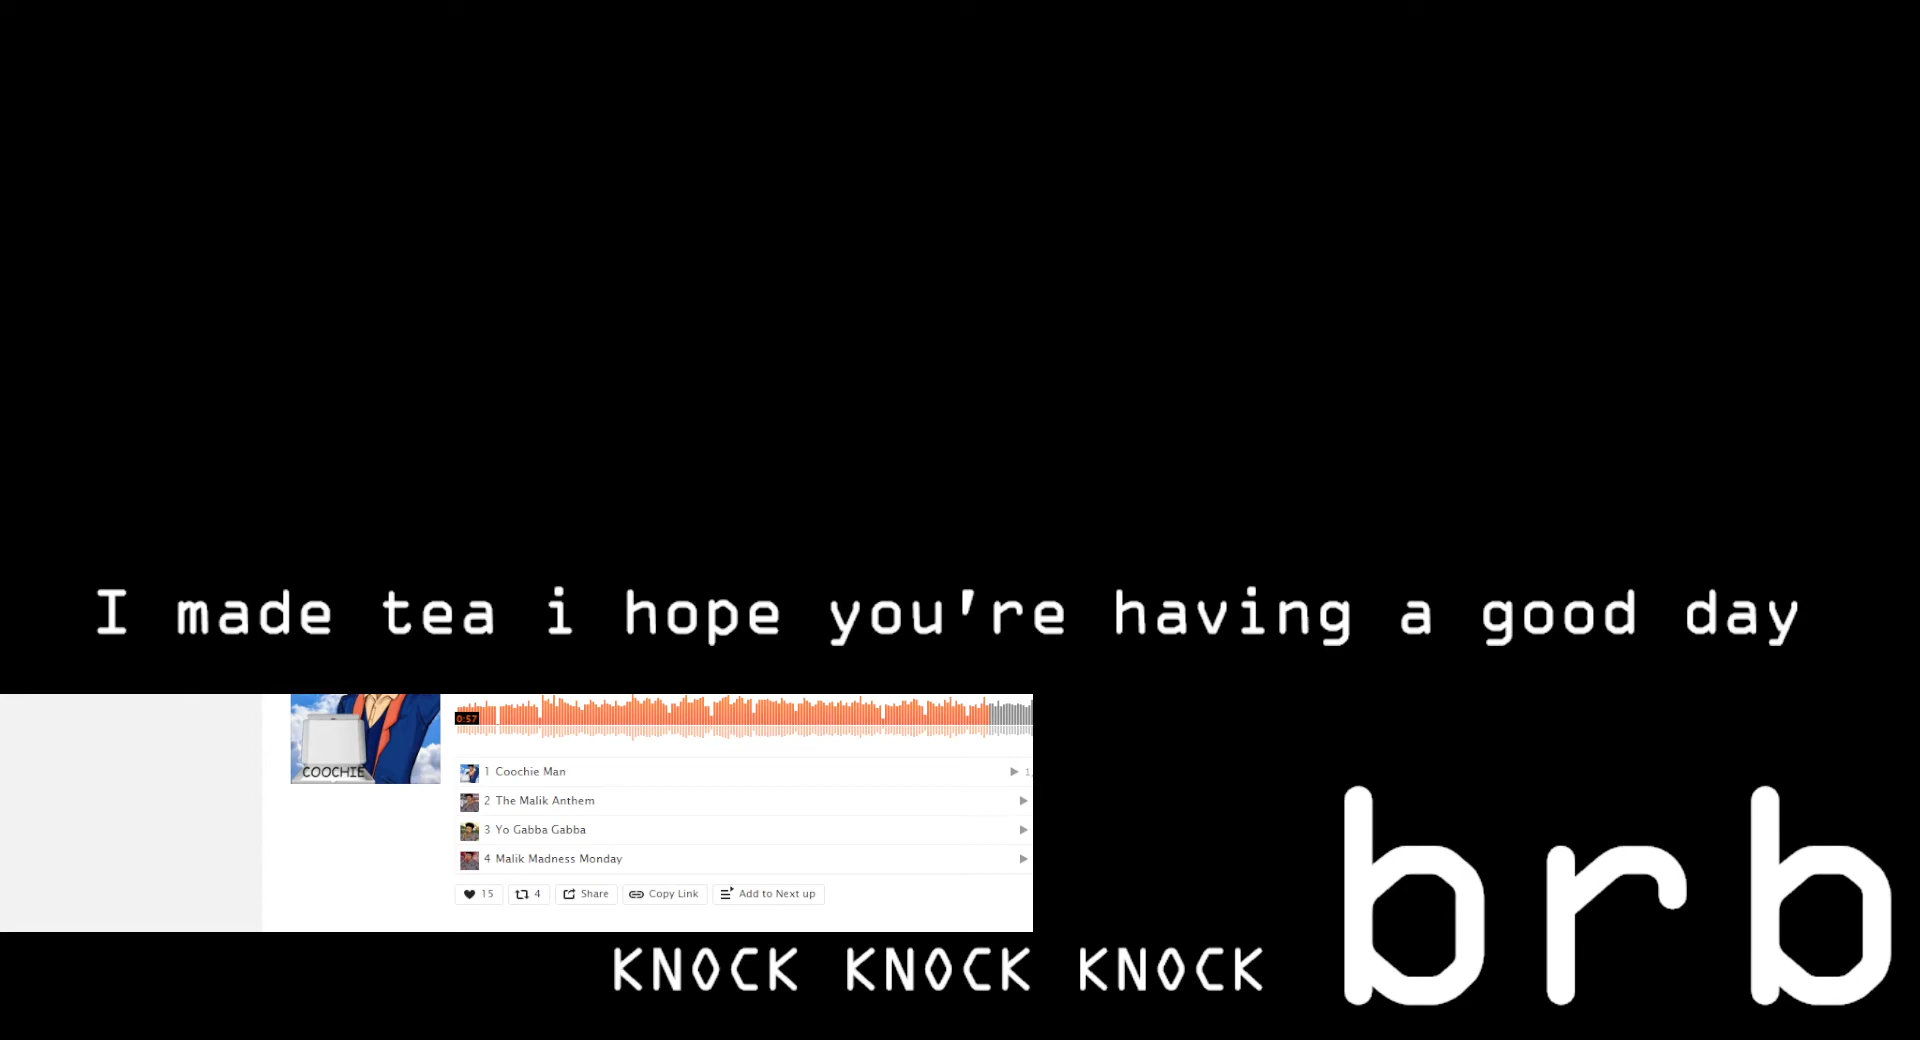 I made tea i hope you're having a good day
0:57
COOCHIE
1 Coochie Man 1,
2 The Malik Anthem
3 Yo Gabba Gabba
4 Malik Madness Monday
15 4 Share Copy Link Add to Next up
brb
KNOCK KNOCK KNOCK